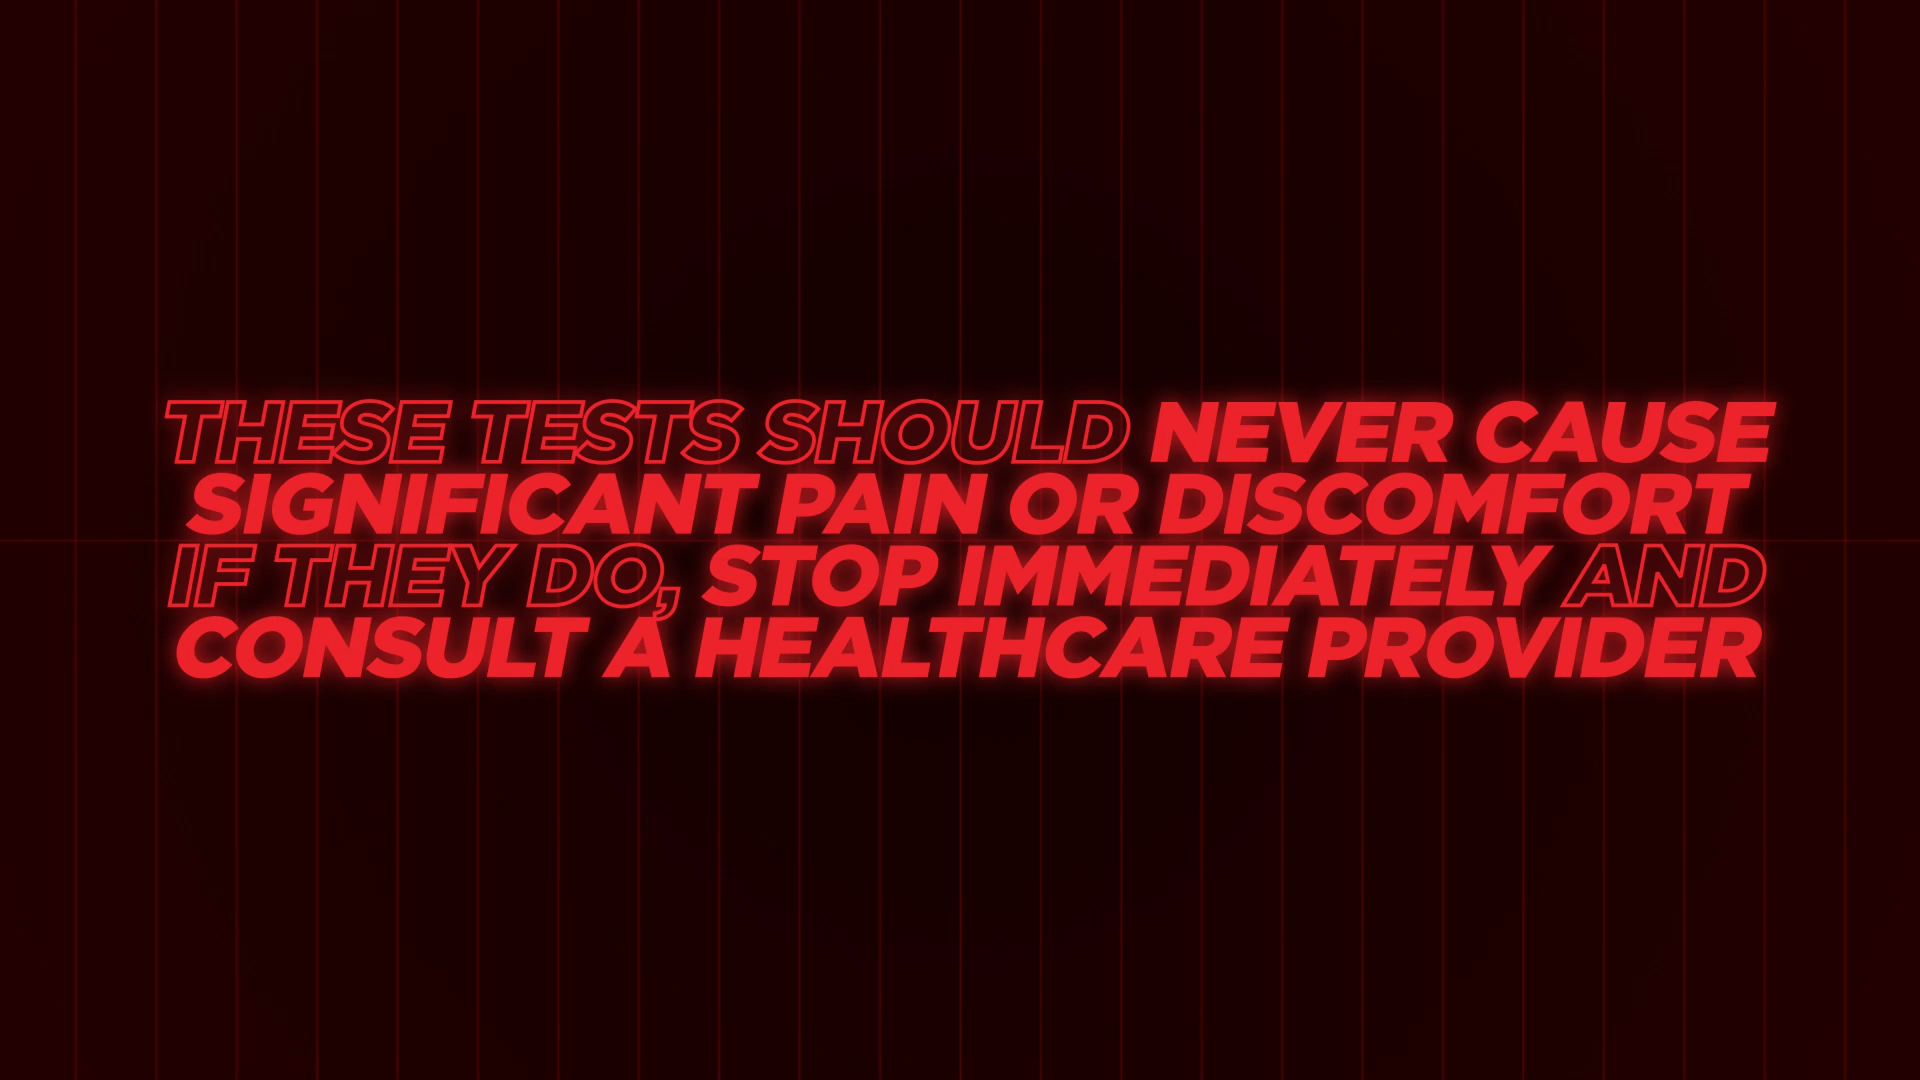 THESE TESTS SHOULD NEVER CAUSE
SIGNIFICANT PAIN OR DISCOMFORT
IF THEY DO, STOP IMMEDIATELY AND
CONSULT A HEALTHCARE PROVIDER